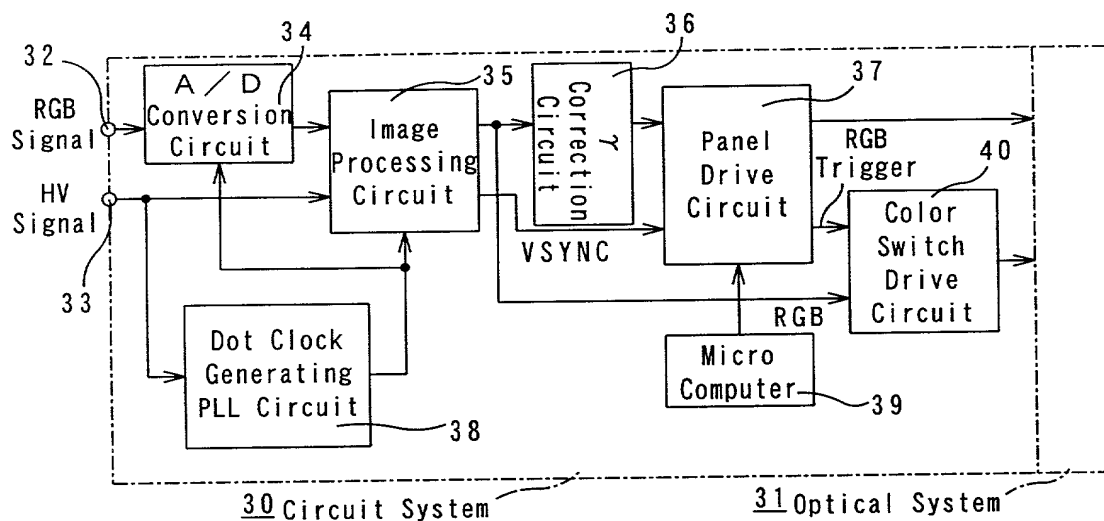 32
RGB
Signal
HV
Signal
33
34
A／D
Conversion
Circuit
35
Image
Processing
Circuit
36
γ
Correction
Circuit
37
Panel
Drive
Circuit
RGB
Trigger
40
Color
Switch
Drive
Circuit
VSYNC
RGB
Dot Clock
Generating
PLL Circuit
38
Micro
Computer
39
30 Circuit System
31 Optical System